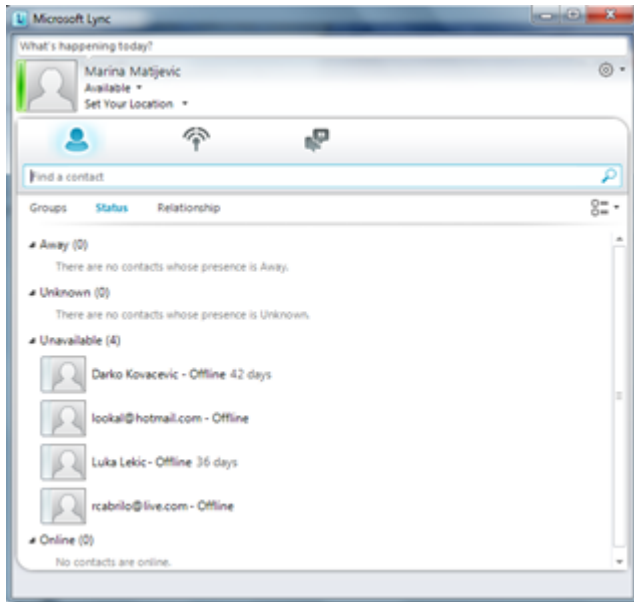 Microsoft Lync
What's happening today?
Marina Matijevic
Available
Set Your Location
Find a contact
Groups Status Relationship
Away (0)
There are no contacts whose presence is Away.
Unknown (0)
There are no contacts whose presence is Unknown.
Unavailable (4)
Darko Kovacevic - Offline 42 days
lookal@hotmail.com - Offline
Luka Lekic - Offline 36 days
rcabrilo@live.com - Offline
Online (0)
No contacts are online.